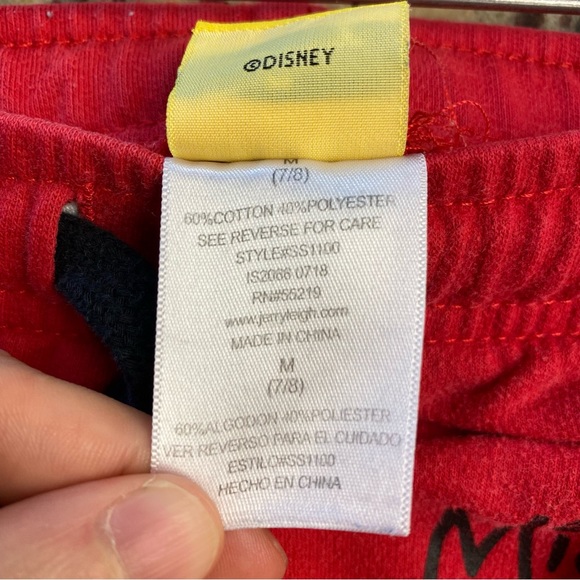 ©DISNEY
M
(7/8)
60%COTTON 40%POLYESTER
SEE REVERSE FOR CARE
STYLE#SS1100
IS2086 0718
RN#55219
www.jerryleigh.com
MADE IN CHINA
M
(7/8)
60%ALGODON 40%POLIESTER
VER REVERSO PARA EL CUIDADO
ESTILO#SS1100
HECHO EN CHINA